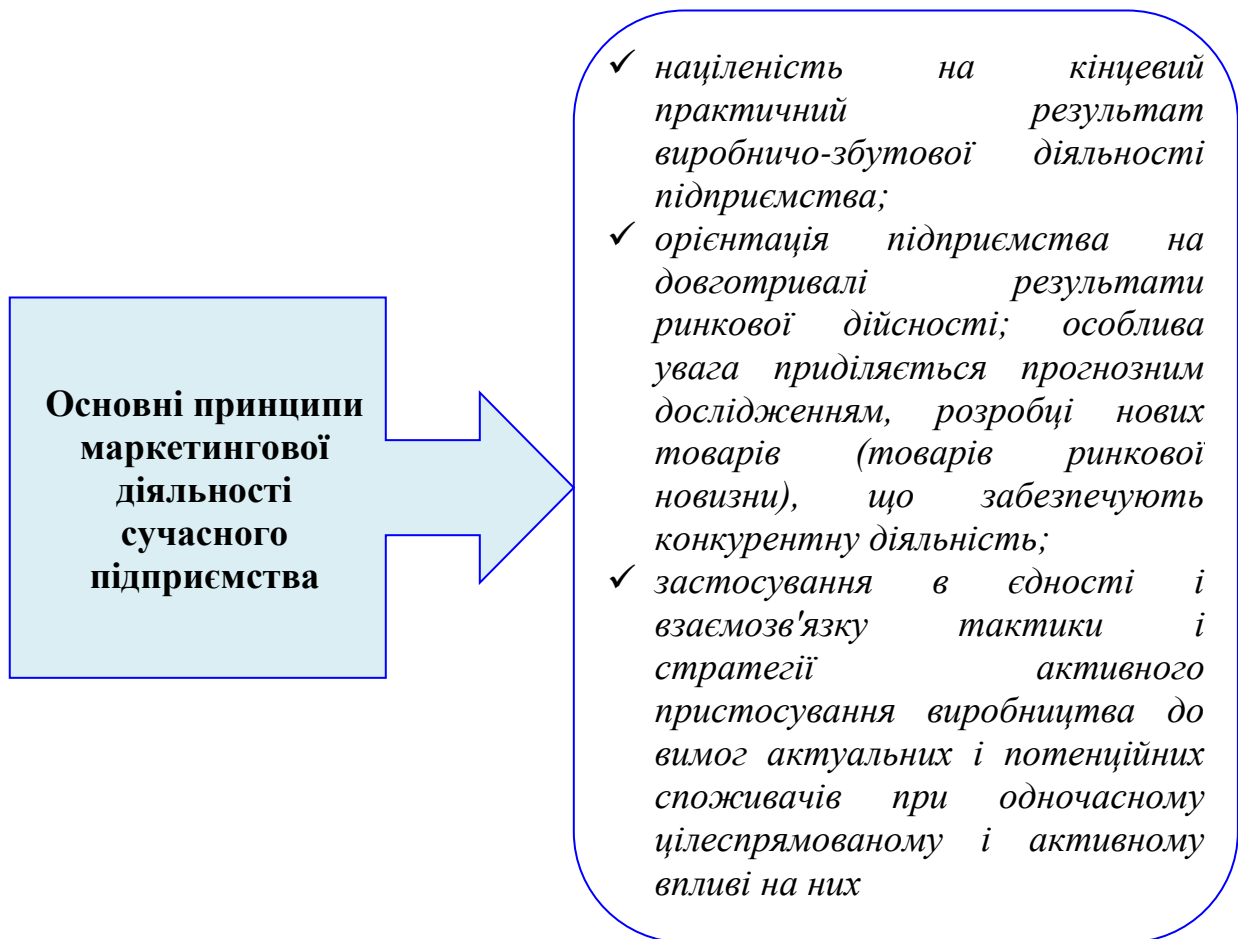 Основні принципи
маркетингової
діяльності
сучасного
підприємства
✓ націленість на кінцевий
практичний результат
виробничо-збутової діяльності
підприємства;
✓ орієнтація підприємства на
довготривалі результати
ринкової дійсності; особлива
увага приділяється прогнозним
дослідженням, розробці нових
товарів (товарів ринкової
новизни), що забезпечують
конкурентну діяльність;
✓ застосування в єдності і
взаємозв'язку тактики і
стратегії активного
пристосування виробництва до
вимог актуальних і потенційних
споживачів при одночасному
цілеспрямованому і активному
впливі на них